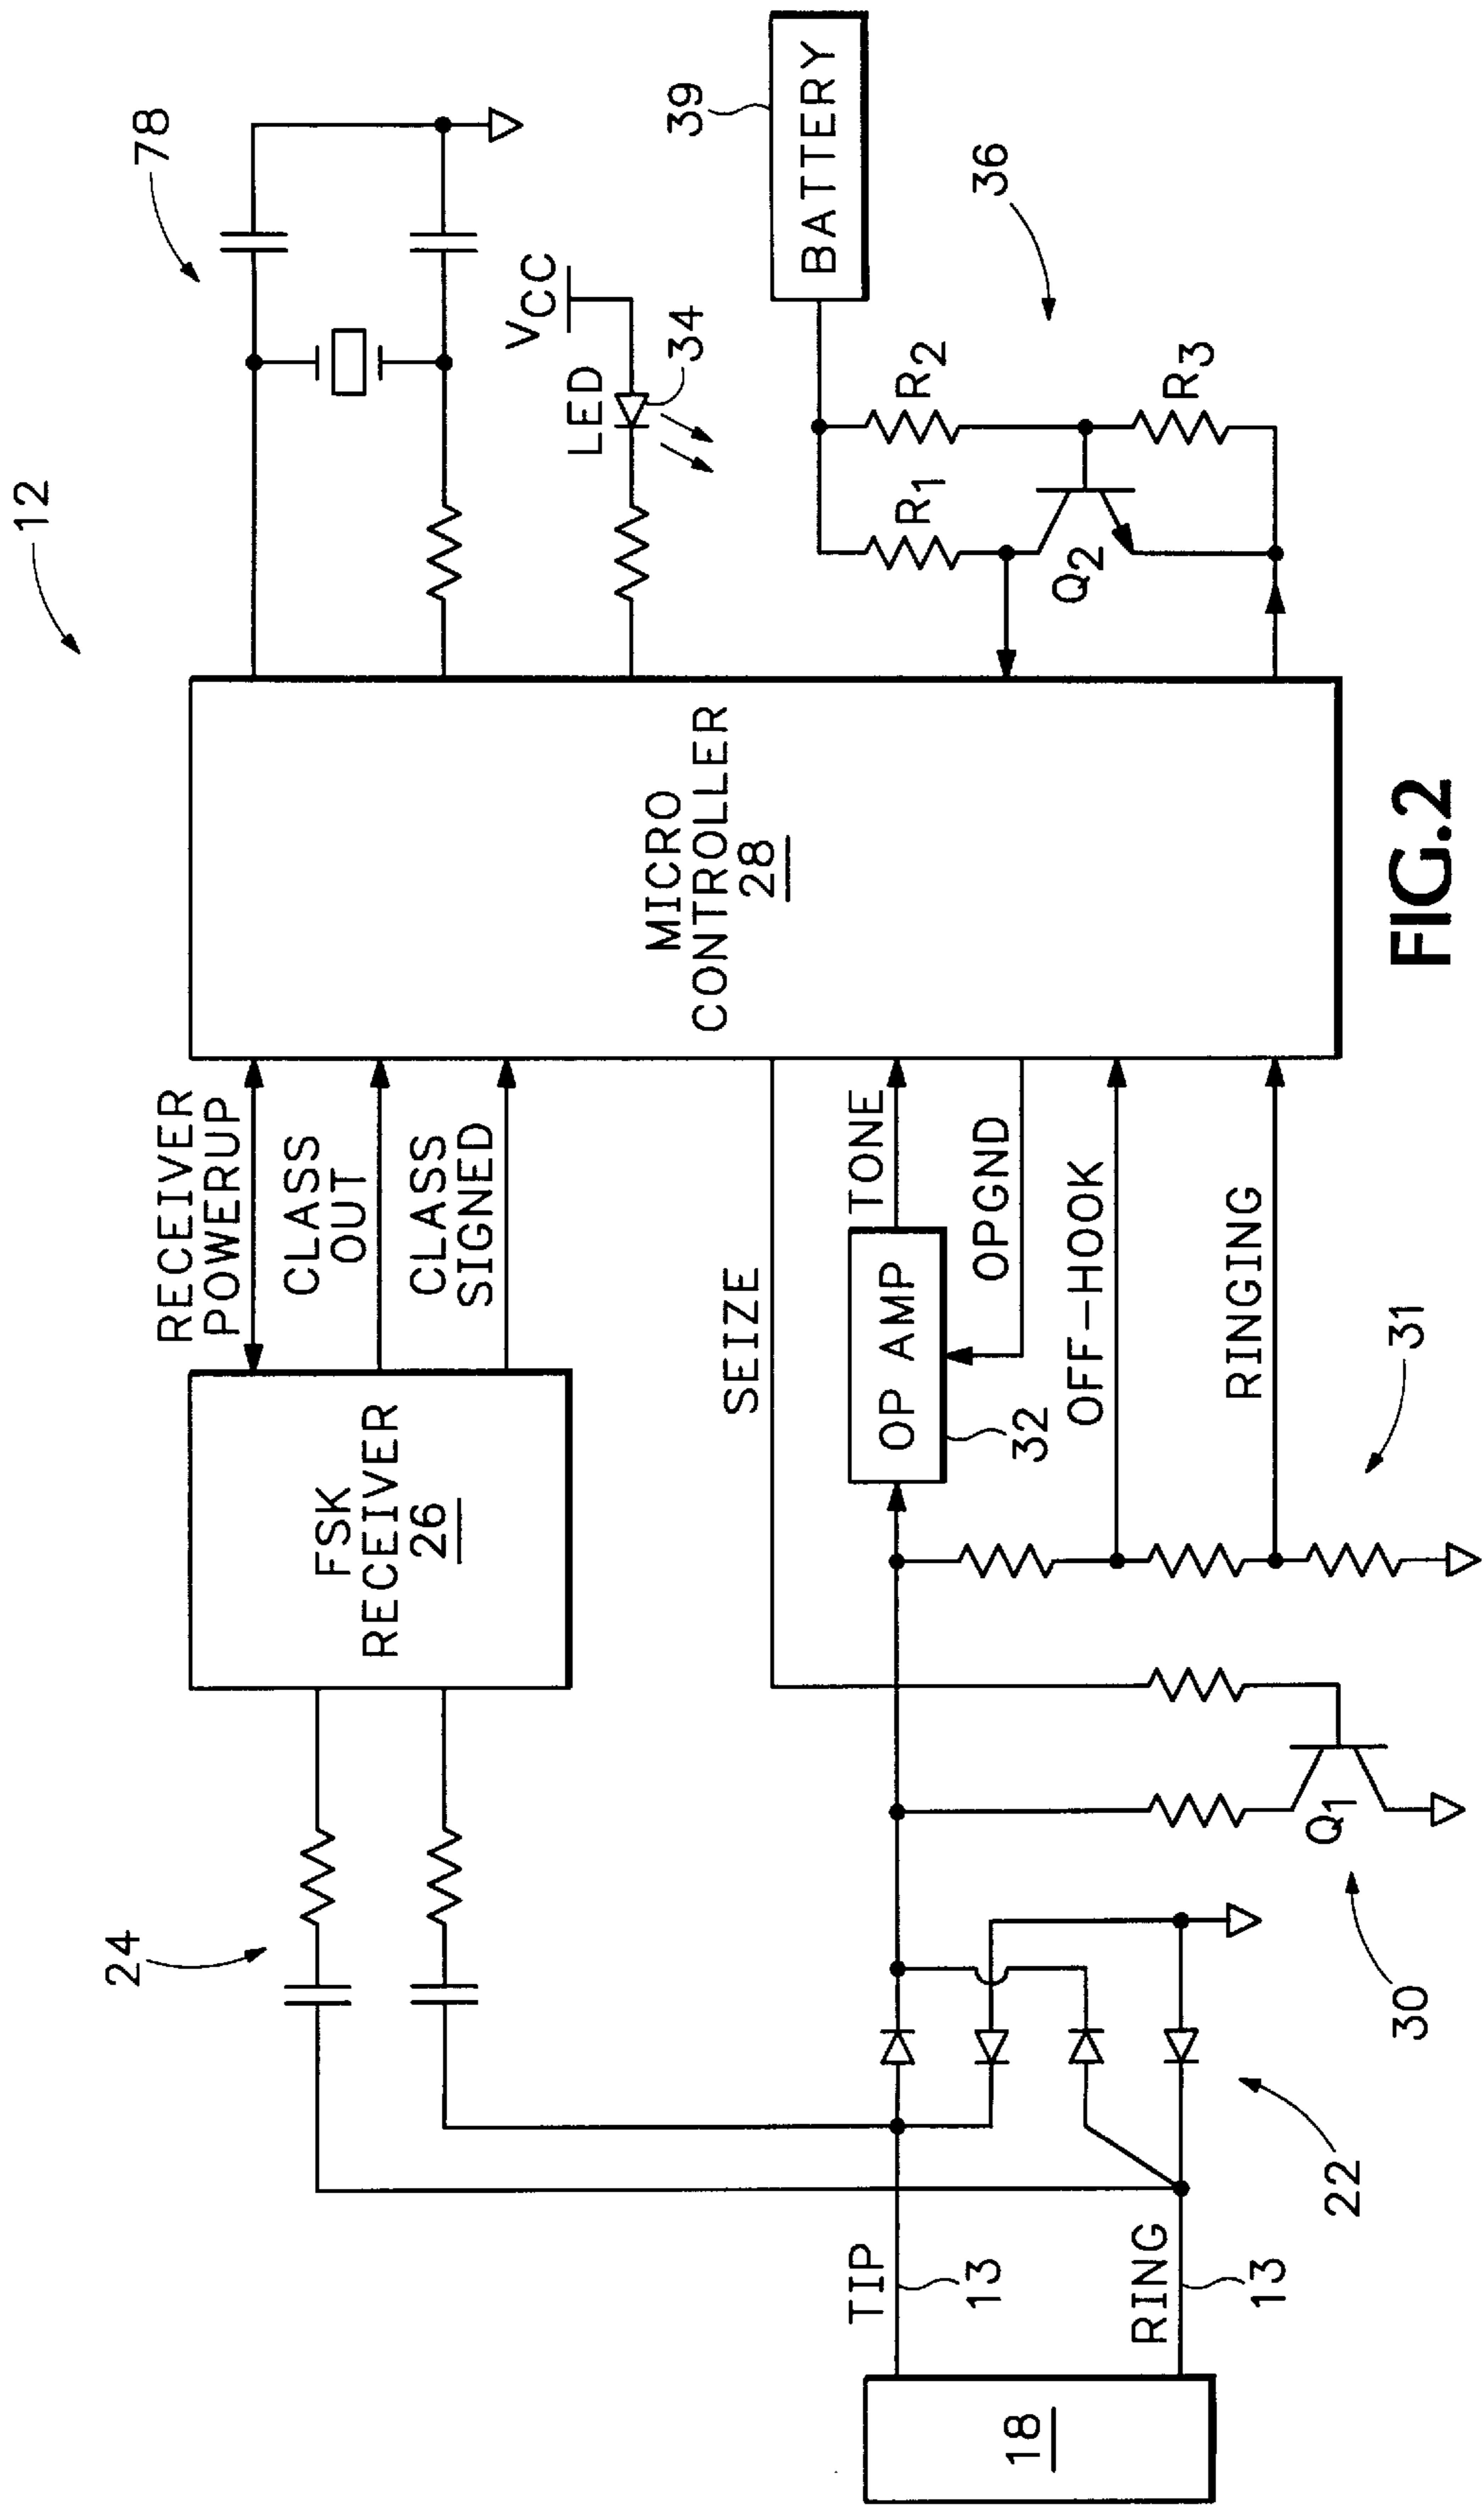 12
78
24
RECEIVER
POWERUP
CLASS
OUT
CLASS
SIGNED
FSK
RECEIVER
26
VCC
LED
34
MICRO
CONTROLLER
28
39
BATTERY
SEIZE
TONE
OP AMP
32
OPGND
OFF-HOOK
RINGING
31
R1
R2
R3
Q2
36
TIP
13
RING
13
18
22
Q1
30
FIG.2